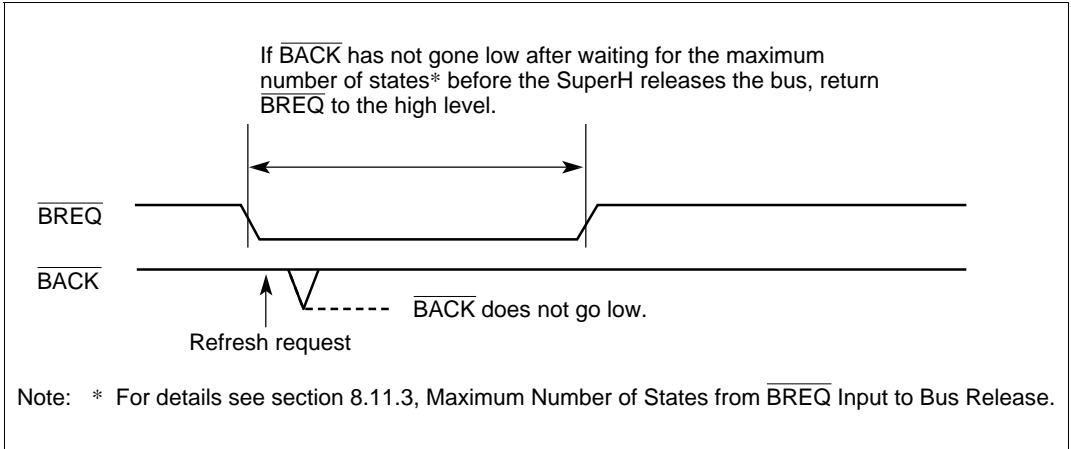 If BACK has not gone low after waiting for the maximum
number of states* before the SuperH releases the bus, return
BREQ to the high level.
BREQ
BACK
BACK does not go low.
Refresh request
Note: * For details see section 8.11.3, Maximum Number of States from BREQ Input to Bus Release.